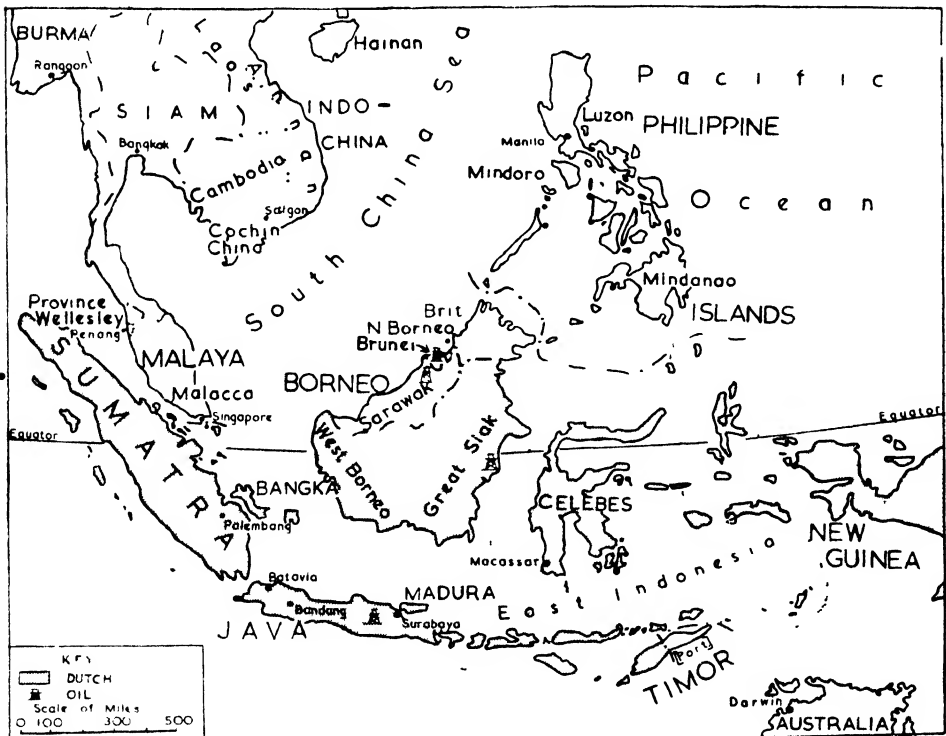 BURMA
Rangoon
Laos
Hainan
South China Sea
Pacific
Ocean
SIAM
Annam
INDO-
CHINA
Bangkok
Cambodia
Saigon
Cochin
China
Luzon
PHILIPPINE
Manila
Mindoro
Mindanao
ISLANDS
Province
Wellesley
Penang
MALAYA
Malacca
Singapore
Brit
N Borneo
Brunei
BORNEO
Sarawak
Equator
Equator
SUMATRA
West Borneo
Great Siak
BANGKA
Palembang
CELEBES
Macassar
NEW
GUINEA
East Indonesia
Batavia
Bandang
MADURA
Surabaya
JAVA
[Port]
TIMOR
Darwin
AUSTRALIA
KEY
DUTCH
OIL
Scale of Miles
0 100 300 500